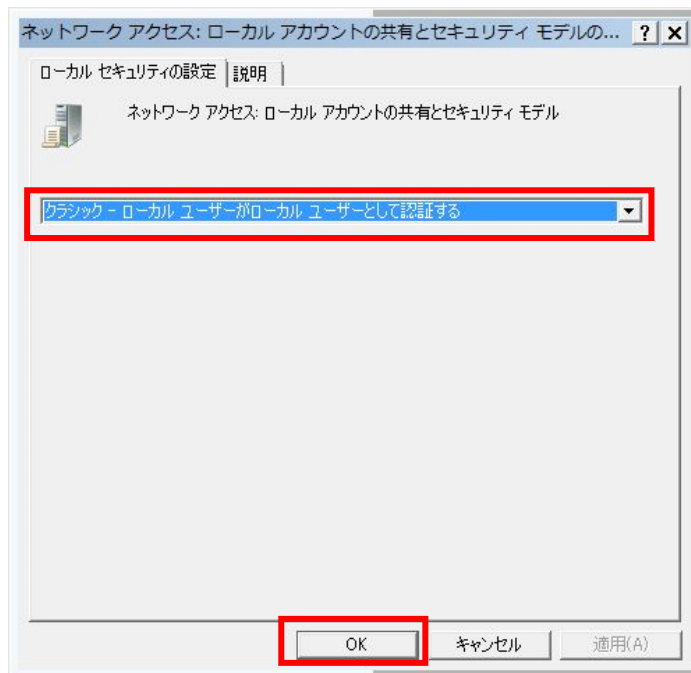 ネットワーク アクセス: ローカル アカウントの共有とセキュリティ モデルの... ? ×
ローカル セキュリティの設定 説明
ネットワーク アクセス: ローカル アカウントの共有とセキュリティ モデル
クラシック - ローカル ユーザーがローカル ユーザーとして認証する
OK キャンセル 適用(A)